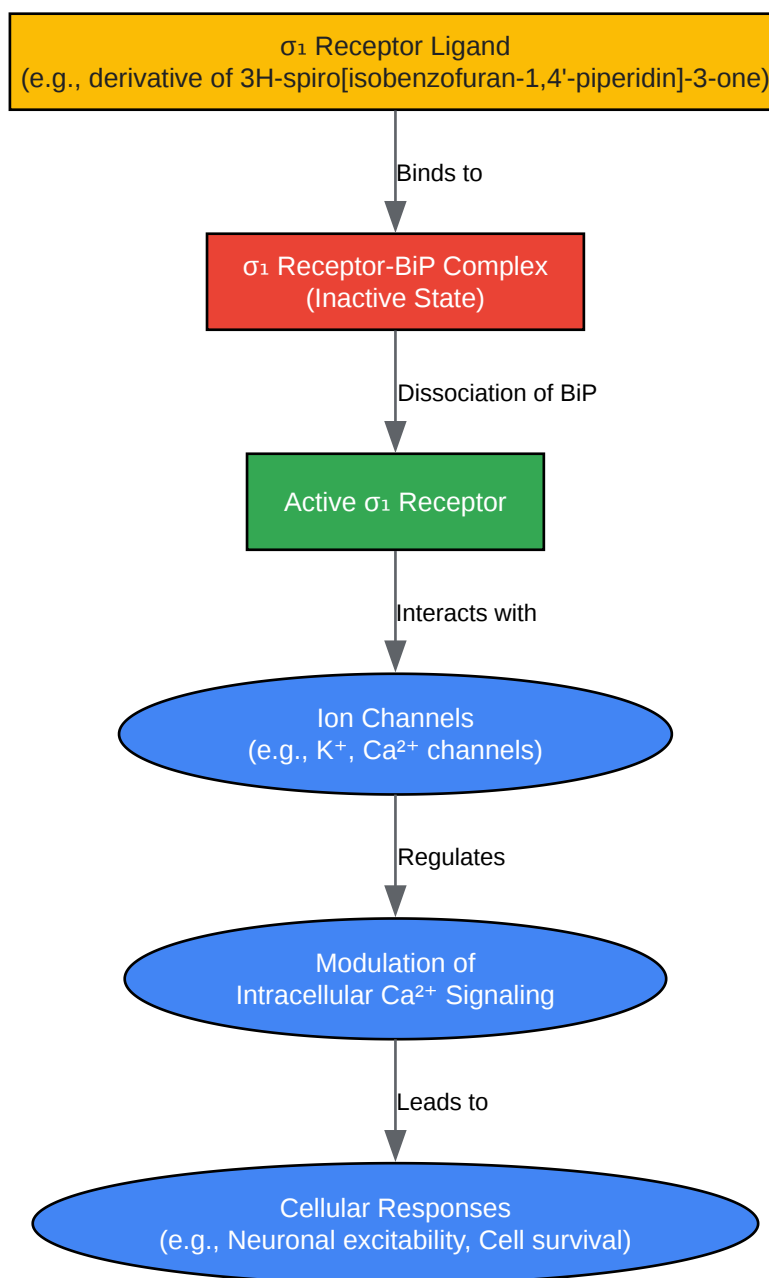 σ₁ Receptor Ligand
(e.g., derivative of 3H-spiro[isobenzofuran-1,4'-piperidin]-3-one)
Binds to
σ₁ Receptor-BiP Complex
(Inactive State)
Dissociation of BiP
Active σ₁ Receptor
Interacts with
Ion Channels
(e.g., K⁺, Ca²⁺ channels)
Regulates
Modulation of
Intracellular Ca²⁺ Signaling
Leads to
Cellular Responses
(e.g., Neuronal excitability, Cell survival)